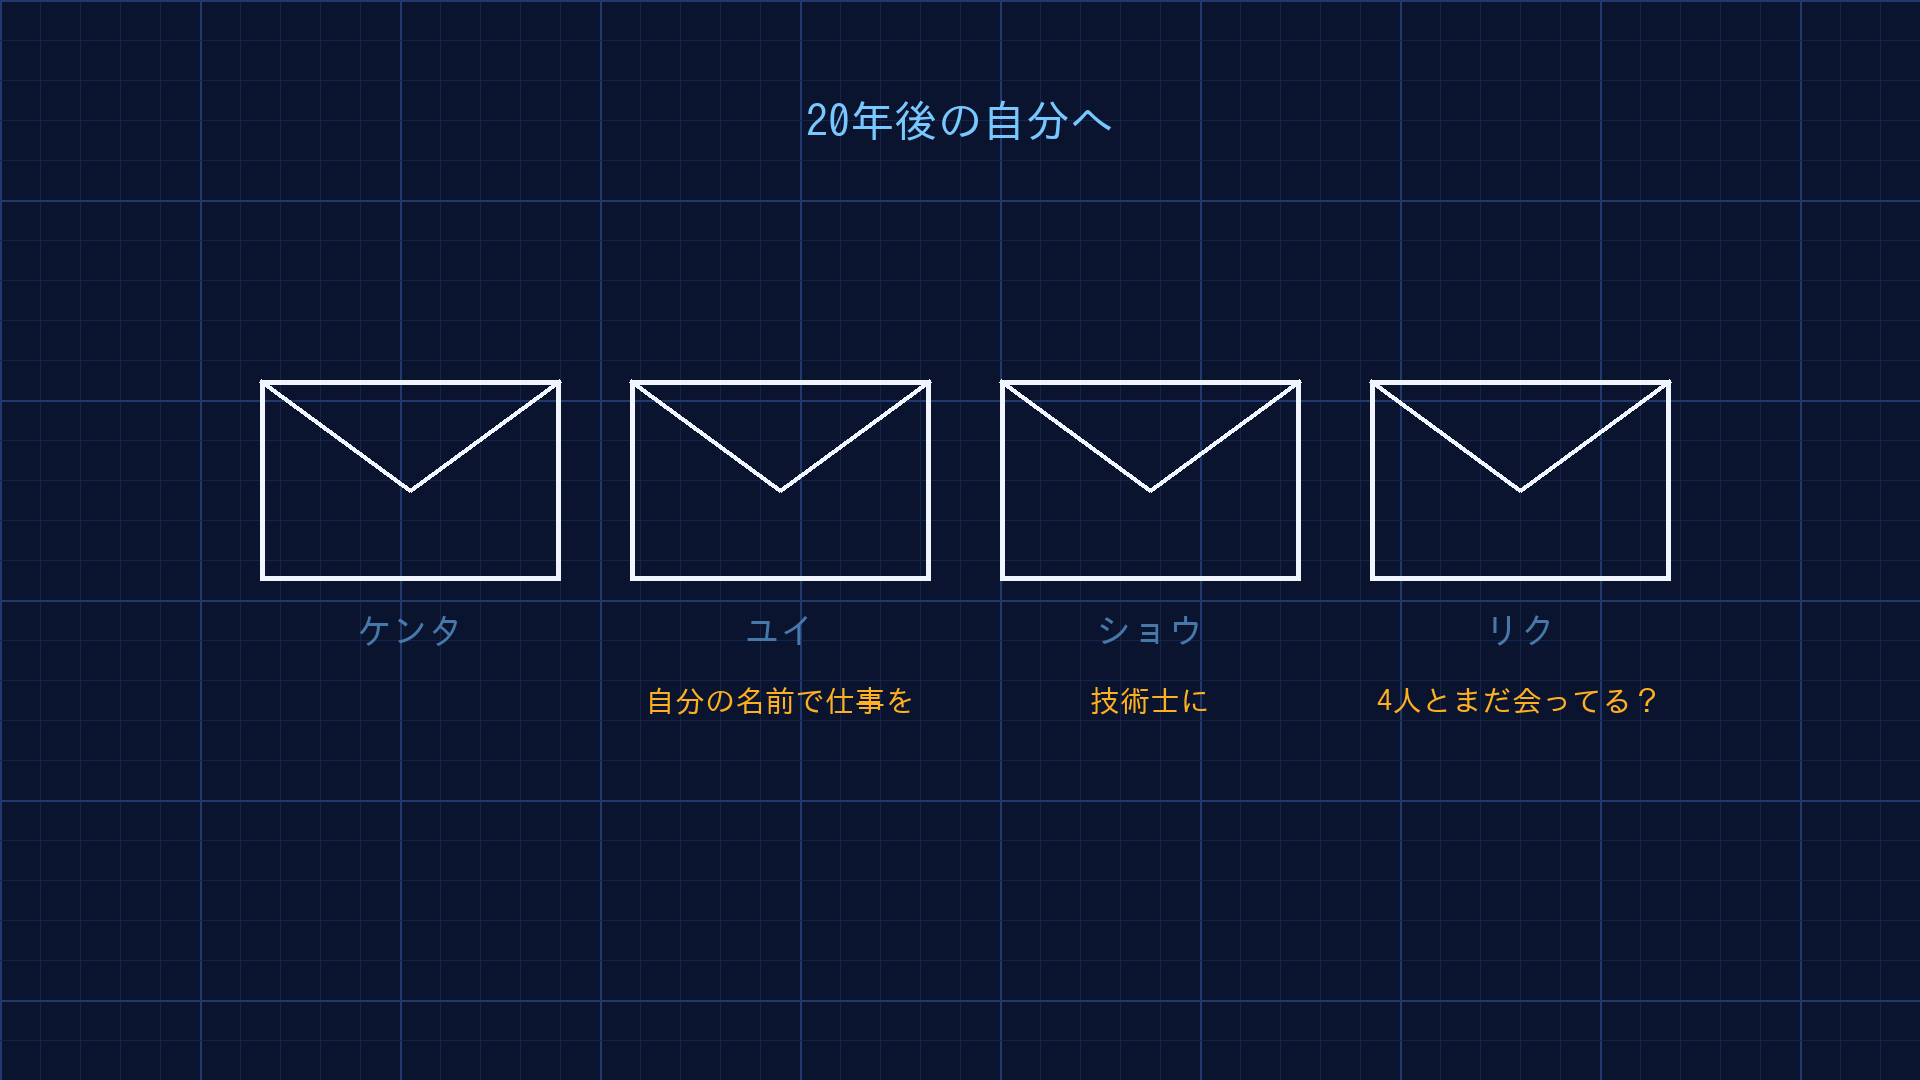 20年後の自分へ
ケンタ
ユイ
ショウ
リク
自分の名前で仕事を
技術士に
4人とまだ会ってる？